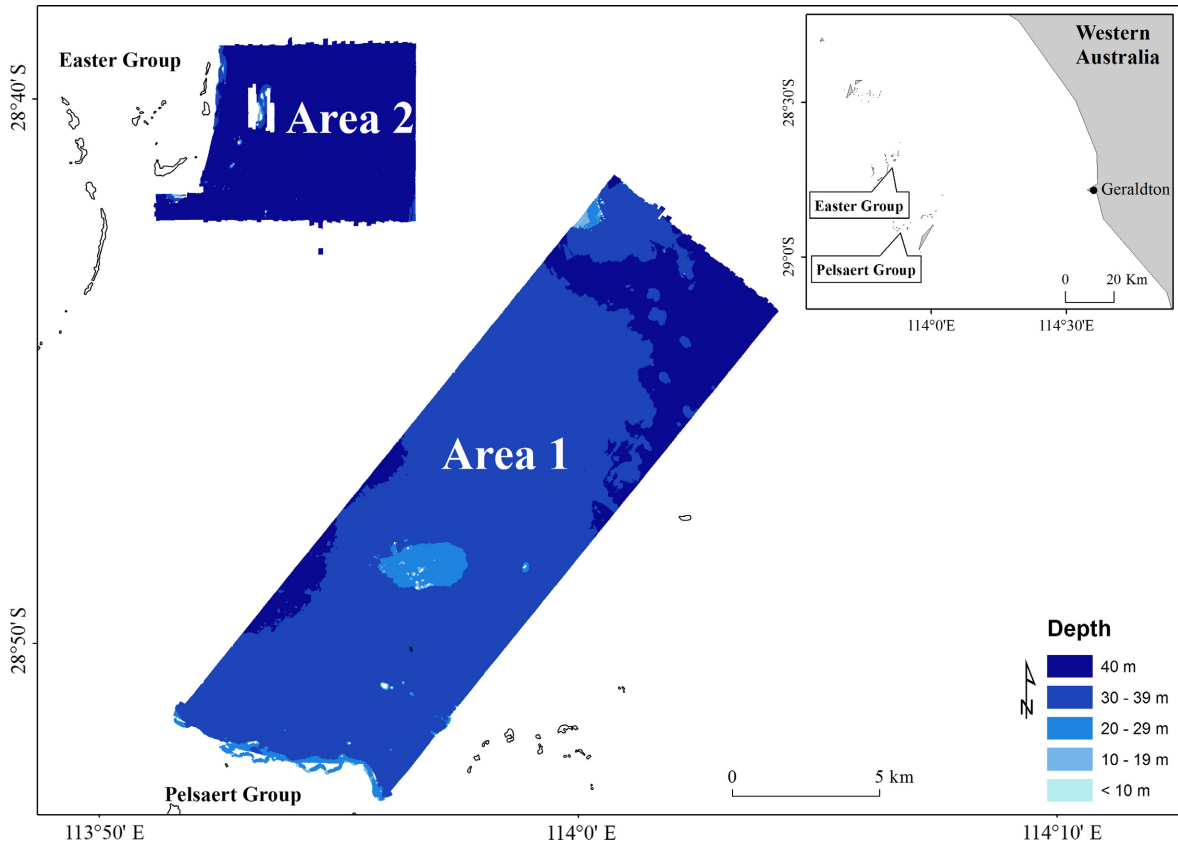 Easter Group
Area 2
Area 1
Pelsaert Group
28°40' S
28°50' S
113°50' E
114°0' E
114°10' E
0
5 km
Western
Australia
Geraldton
Easter Group
Pelsaert Group
0
20 Km
28°30'S
29°0'S
114°0'E
114°30'E
Depth
40 m
30 - 39 m
20 - 29 m
10 - 19 m
< 10 m
N